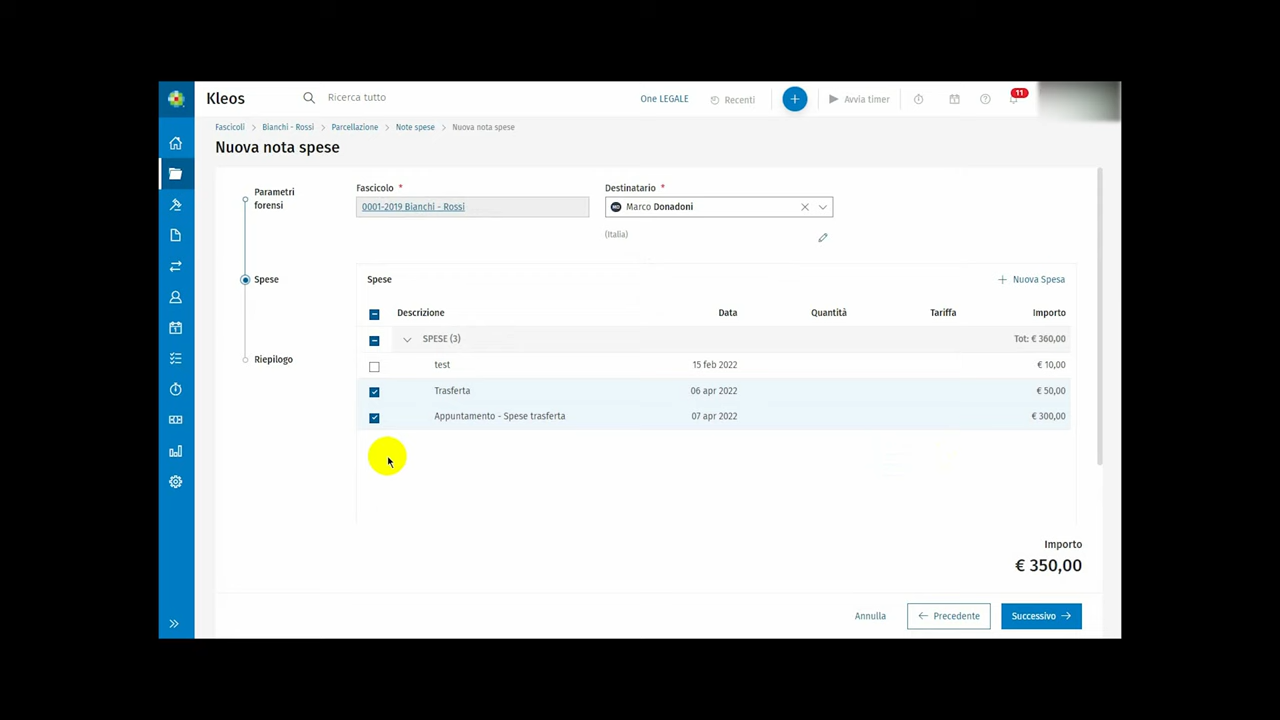 Kleos
Ricerca tutto
One LEGALE
Recenti
+
Avvia timer
11
Fascicoli > Bianchi - Rossi > Parcellazione > Note spese > Nuova nota spese
Nuova nota spese
Parametri
forensi
Spese
Riepilogo
Fascicolo *
0001-2019 Bianchi - Rossi
Destinatario *
MD Marco Donadoni
(Italia)
Spese
+ Nuova Spesa
Descrizione Data Quantità Tariffa Importo
SPESE (3) Tot: € 360,00
test 15 feb 2022 € 10,00
Trasferta 06 apr 2022 € 50,00
Appuntamento - Spese trasferta 07 apr 2022 € 300,00
Importo
€ 350,00
Annulla
← Precedente
Successivo →